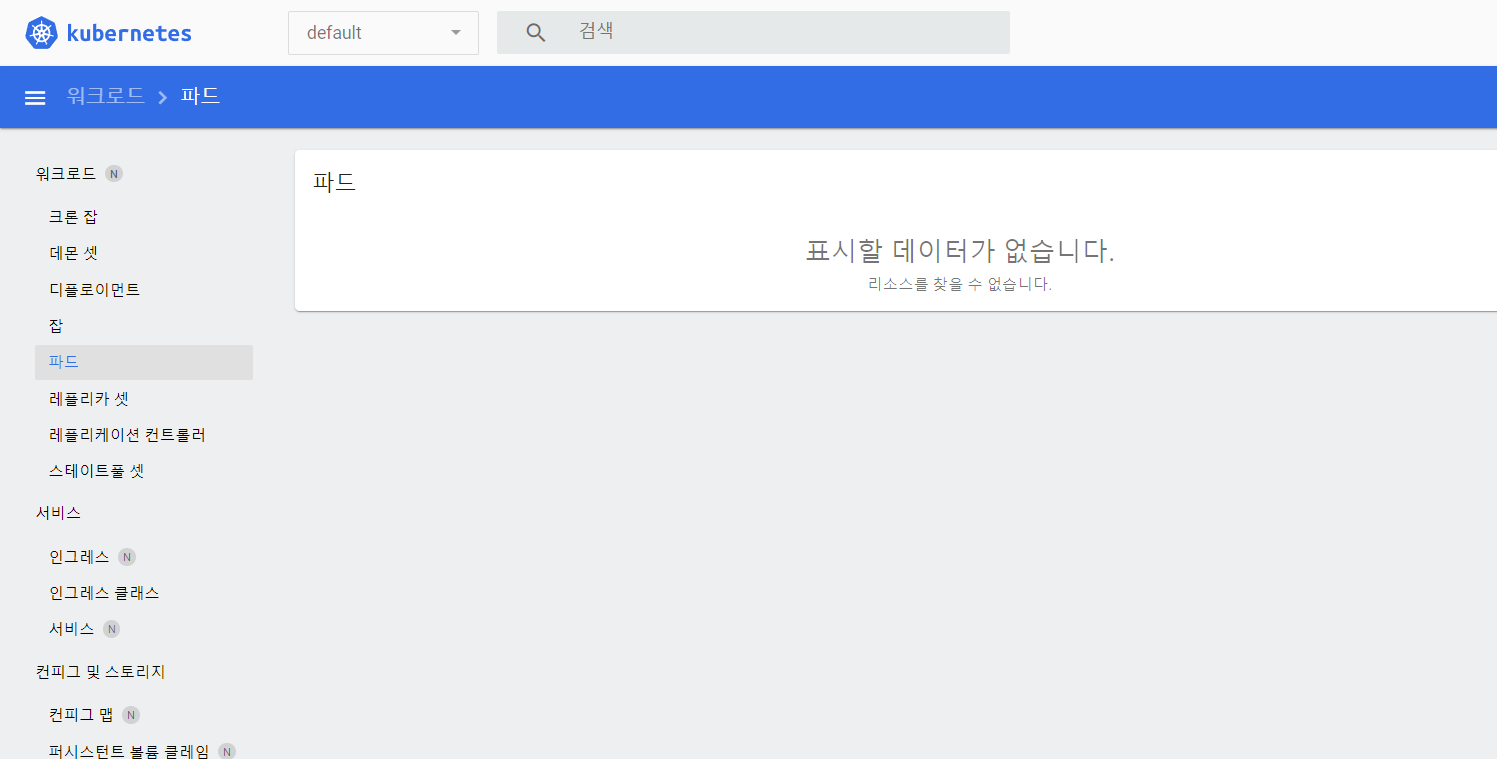 kubernetes
default
검색
워크로드 > 파드
워크로드 N
크론 잡
데몬 셋
디플로이먼트
잡
파드
레플리카 셋
레플리케이션 컨트롤러
스테이트풀 셋
서비스
인그레스 N
인그레스 클래스
서비스 N
컨피그 및 스토리지
컨피그 맵 N
퍼시스턴트 볼륨 클레임 N
파드
표시할 데이터가 없습니다.
리소스를 찾을 수 없습니다.